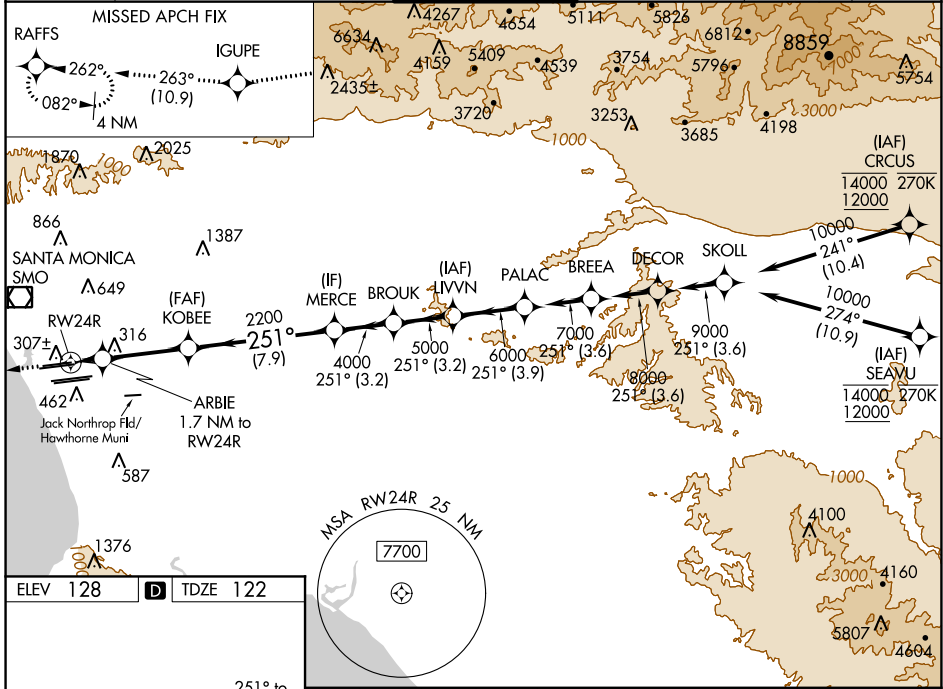 MISSED APCH FIX
RAFFS
IGUPE
262°
263°
(10.9)
082°
4 NM
4267
4654
5111
5826
6634
4159
5409
4539
3754
6812
5796
8859
7000
5754
2435±
3720
3253
3685
4198
3000
1000
1870
1000
2025
(IAF)
CRCUS
14000 270K
12000
866
1387
SANTA MONICA
SMO
649
10000
241°
(10.4)
(IF)
MERCE
BROUK
(IAF)
LIVVN
PALAC
BREEA
DECOR
SKOLL
(FAF)
KOBEE
2200
251°
(7.9)
4000
251° (3.2)
5000
251° (3.2)
6000
251° (3.9)
7000
251° (3.6)
8000
251° (3.6)
9000
251° (3.6)
10000
274°
(10.9)
(IAF)
SEAVU
14000 270K
12000
RW24R
307±
316
462
Jack Northrop Fld/
Hawthorne Muni
ARBIE
1.7 NM to
RW24R
587
1376
1000
MSA RW24R 25 NM
7700
1000
4100
3000
4160
5807
4604
ELEV 128 D TDZE 122
251° to